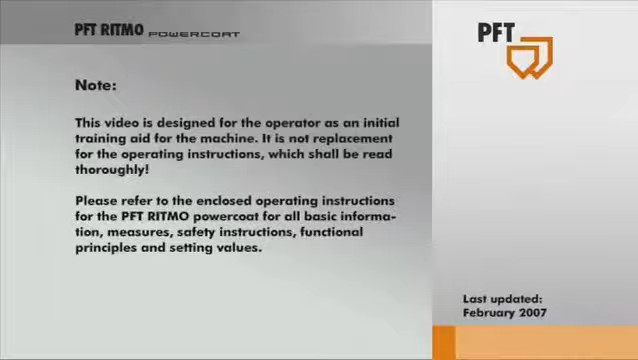 PFT RITMO POWERCOAT
PFT
Note:
This video is designed for the operator as an initial
training aid for the machine. It is not replacement
for the operating instructions, which shall be read
thoroughly!
Please refer to the enclosed operating instructions
for the PFT RITMO powercoat for all basic informa-
tion, measures, safety instructions, functional
principles and setting values.
Last updated:
February 2007